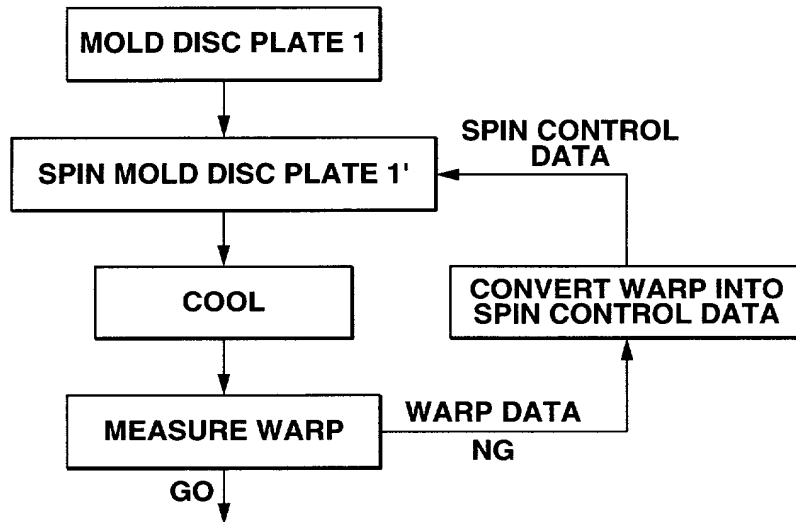 MOLD DISC PLATE 1
SPIN CONTROL
DATA
SPIN MOLD DISC PLATE 1'
COOL
CONVERT WARP INTO
SPIN CONTROL DATA
MEASURE WARP
WARP DATA
NG
GO